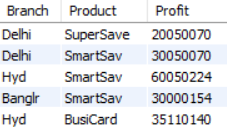 Branch Product Profit
Delhi SuperSave 20050070
Delhi SmartSav 30050070
Hyd SmartSav 60050224
Banglr SmartSav 30000154
Hyd BusiCard 35110140